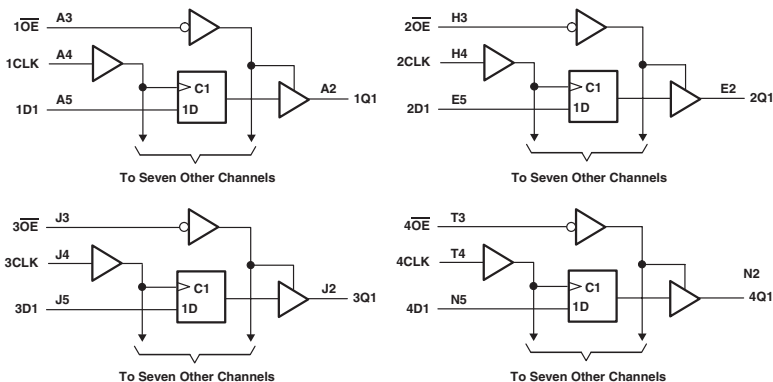 1OE A3
1CLK A4
1D1 A5
C1
1D
A2 1Q1
To Seven Other Channels
2OE H3
2CLK H4
2D1 E5
C1
1D
E2 2Q1
To Seven Other Channels
3OE J3
3CLK J4
3D1 J5
C1
1D
J2 3Q1
To Seven Other Channels
4OE T3
4CLK T4
4D1 N5
C1
1D
N2
4Q1
To Seven Other Channels